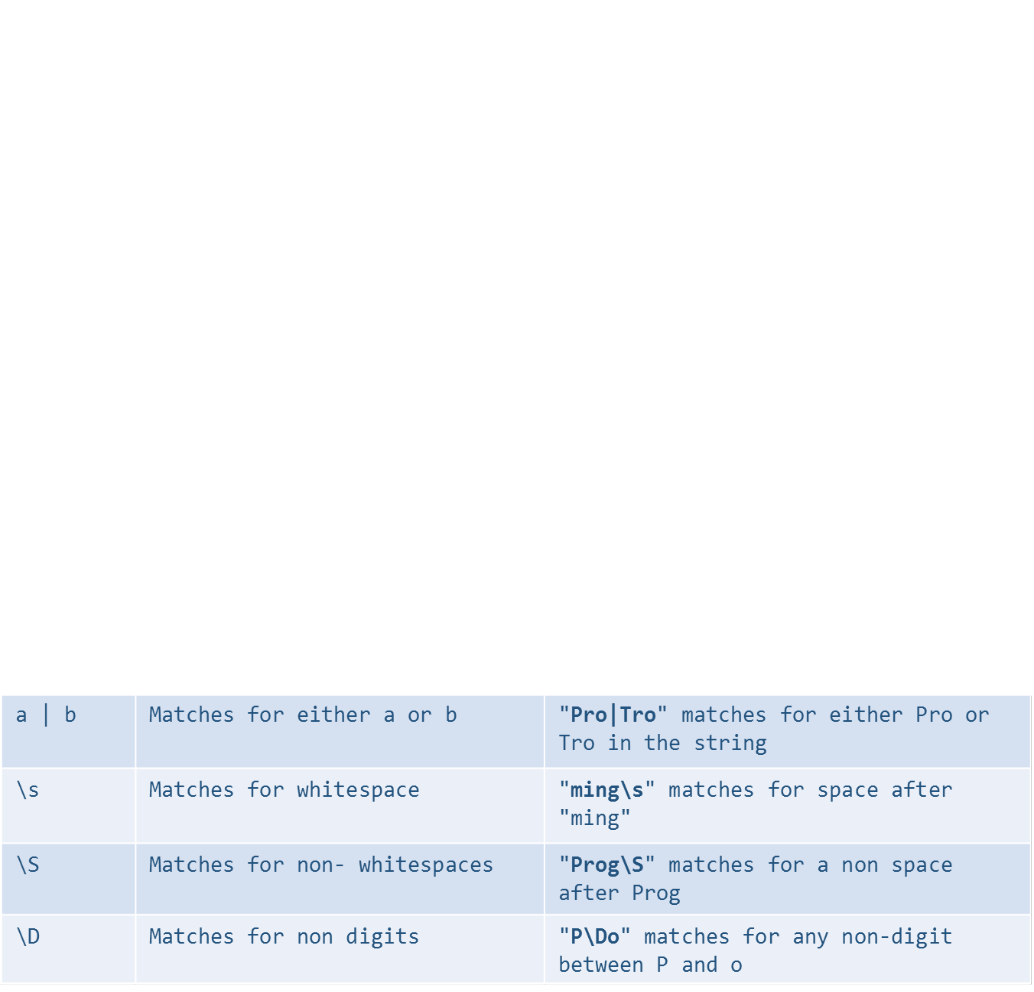 a | b Matches for either a or b "Pro|Tro" matches for either Pro or
Tro in the string
\s Matches for whitespace "ming\s" matches for space after
"ming"
\S Matches for non- whitespaces "Prog\S" matches for a non space
after Prog
\D Matches for non digits "P\Do" matches for any non-digit
between P and o